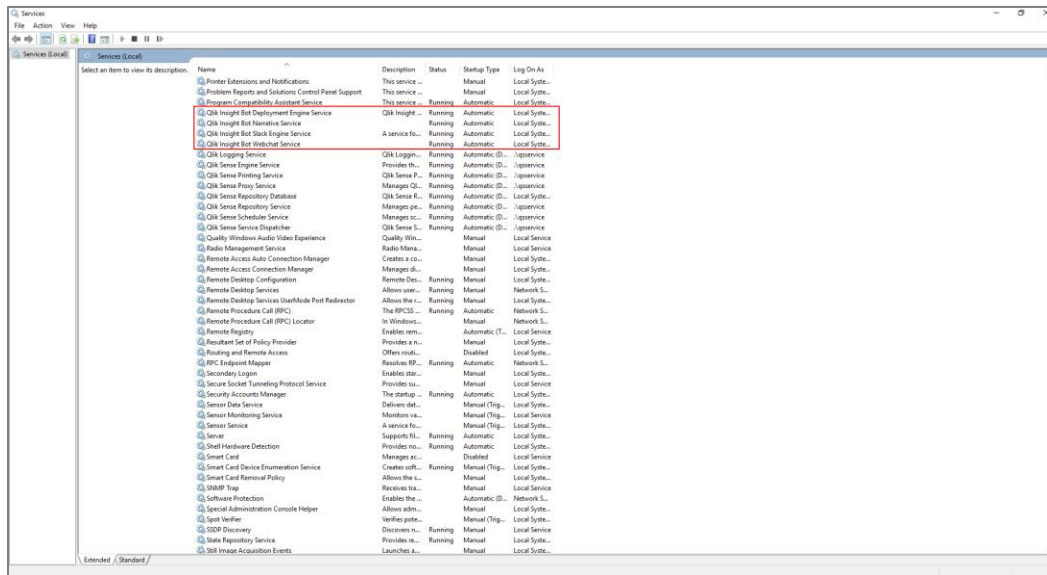 Services
File Action View Help
Services (Local)
Services (Local)
Select an item to view its description.
Name Description Status Startup Type Log On As
Printer Extensions and Notifications This service ... Manual Local Syste...
Problem Reports and Solutions Control Panel Support This service ... Manual Local Syste...
Program Compatibility Assistant Service This service ... Running Automatic Local Syste...
Qlik Insight Bot Deployment Engine Service Qlik Insight ... Running Automatic Local Syste...
Qlik Insight Bot Narrative Service Running Automatic Local Syste...
Qlik Insight Bot Slack Engine Service A service fo... Running Automatic Local Syste...
Qlik Insight Bot Webchat Service Running Automatic Local Syste...
Qlik Logging Service Qlik Loggin... Running Automatic (D... .\qsservice
Qlik Sense Engine Service Provides th... Running Automatic (D... .\qsservice
Qlik Sense Printing Service Qlik Sense P... Running Automatic (D... .\qsservice
Qlik Sense Proxy Service Manages Ql... Running Automatic (D... .\qsservice
Qlik Sense Repository Database Qlik Sense R... Running Automatic (D... Local Syste...
Qlik Sense Repository Service Manages pe... Running Automatic (D... .\qsservice
Qlik Sense Scheduler Service Manages sc... Running Automatic (D... .\qsservice
Qlik Sense Service Dispatcher Qlik Sense S... Running Automatic (D... .\qsservice
Quality Windows Audio Video Experience Quality Win... Manual Local Service
Radio Management Service Radio Mana... Manual Local Service
Remote Access Auto Connection Manager Creates a co... Manual Local Syste...
Remote Access Connection Manager Manages di... Manual Local Syste...
Remote Desktop Configuration Remote Des... Running Manual Local Syste...
Remote Desktop Services Allows user... Running Manual Network S...
Remote Desktop Services UserMode Port Redirector Allows the r... Running Manual Local Syste...
Remote Procedure Call (RPC) The RPCSS ... Running Automatic Network S...
Remote Procedure Call (RPC) Locator In Windows... Manual Network S...
Remote Registry Enables rem... Automatic (T... Local Service
Resultant Set of Policy Provider Provides a n... Manual Local Syste...
Routing and Remote Access Offers routi... Disabled Local Syste...
RPC Endpoint Mapper Resolves RP... Running Automatic Network S...
Secondary Logon Enables star... Manual Local Syste...
Secure Socket Tunneling Protocol Service Provides su... Manual Local Service
Security Accounts Manager The startup ... Running Automatic Local Syste...
Sensor Data Service Delivers dat... Manual (Trig... Local Syste...
Sensor Monitoring Service Monitors va... Manual (Trig... Local Service
Sensor Service A service fo... Manual (Trig... Local Syste...
Server Supports fil... Running Automatic Local Syste...
Shell Hardware Detection Provides no... Running Automatic Local Syste...
Smart Card Manages ac... Disabled Local Service
Smart Card Device Enumeration Service Creates soft... Running Manual (Trig... Local Syste...
Smart Card Removal Policy Allows the s... Manual Local Syste...
SNMP Trap Receives tra... Manual Local Service
Software Protection Enables the ... Automatic (D... Network S...
Special Administration Console Helper Allows adm... Manual Local Syste...
Spot Verifier Verifies pote... Manual (Trig... Local Syste...
SSDP Discovery Discovers n... Running Manual Local Service
State Repository Service Provides re... Running Manual Local Syste...
Still Image Acquisition Events Launches a... Manual Local Syste...
Extended Standard